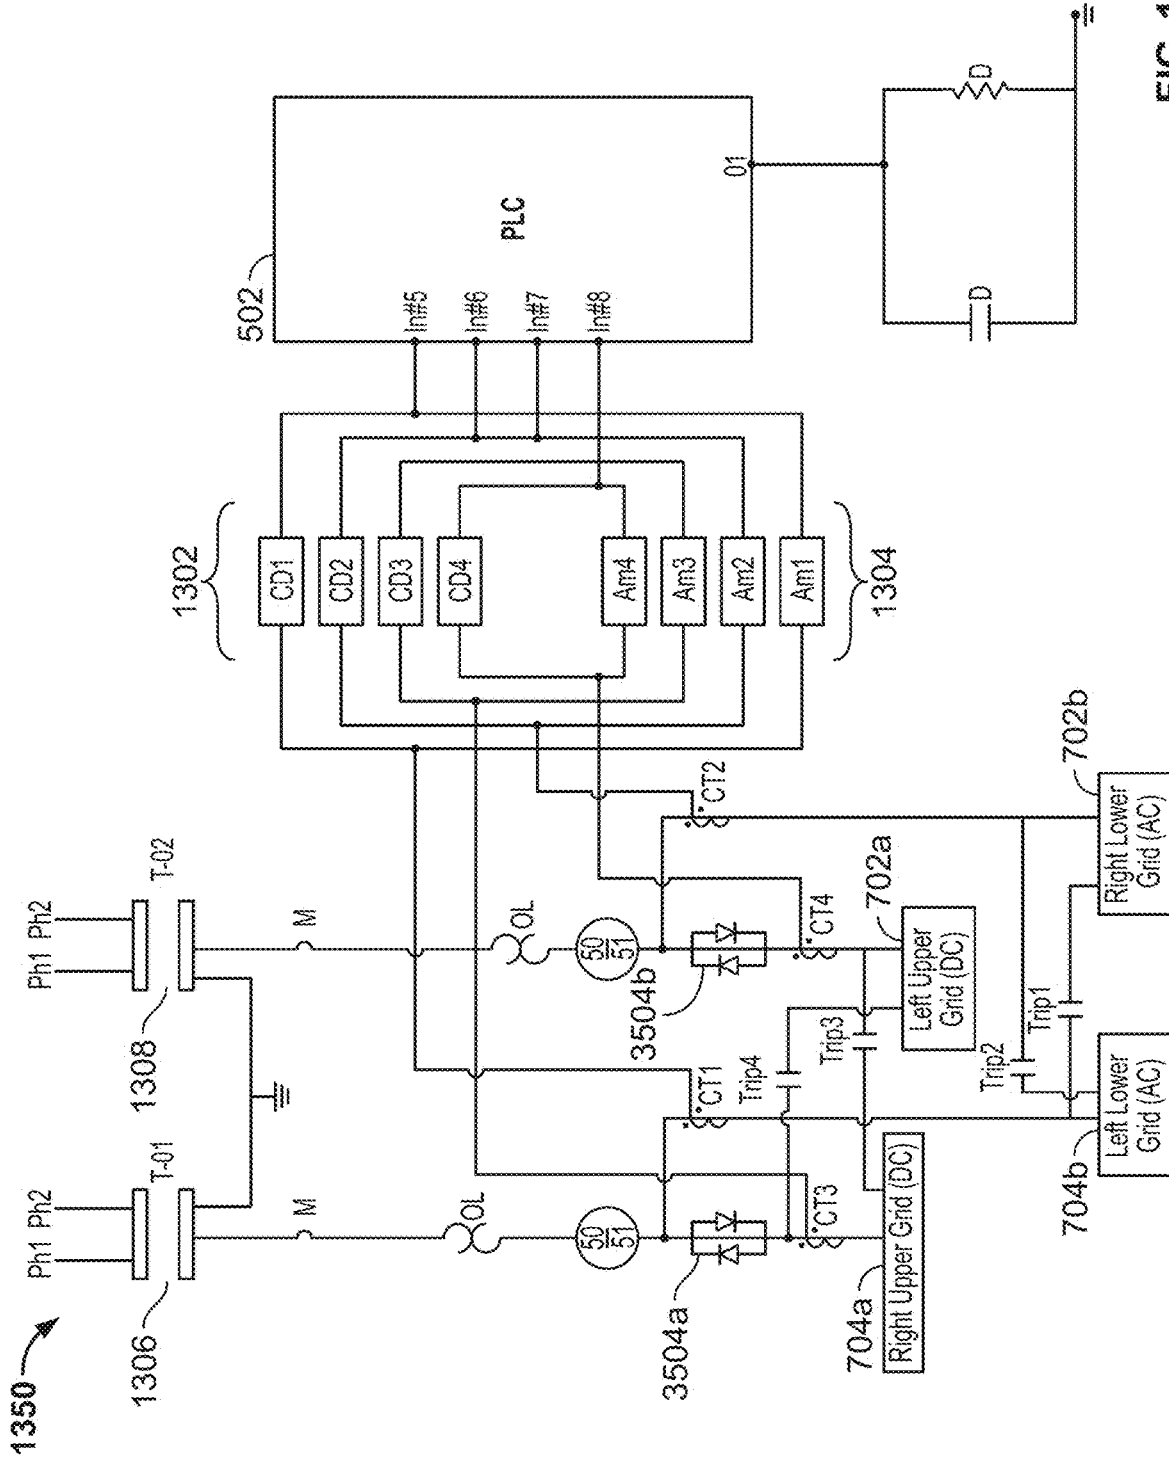 1350
Ph1
Ph2
1306
T-01
Ph1
Ph2
1308
T-02
M
M
OL
OL
50
51
50
51
3504a
3504b
CT1
CT2
CT3
CT4
Trip4
Trip3
Trip2
Trip1
704a
Right Upper Grid (DC)
702a
Left Upper
Grid (DC)
704b
Left Lower
Grid (AC)
702b
Right Lower
Grid (AC)
1302
CD1
CD2
CD3
CD4
Am4
Am3
Am2
Am1
1304
502
In#5
In#6
In#7
In#8
PLC
01
D
D